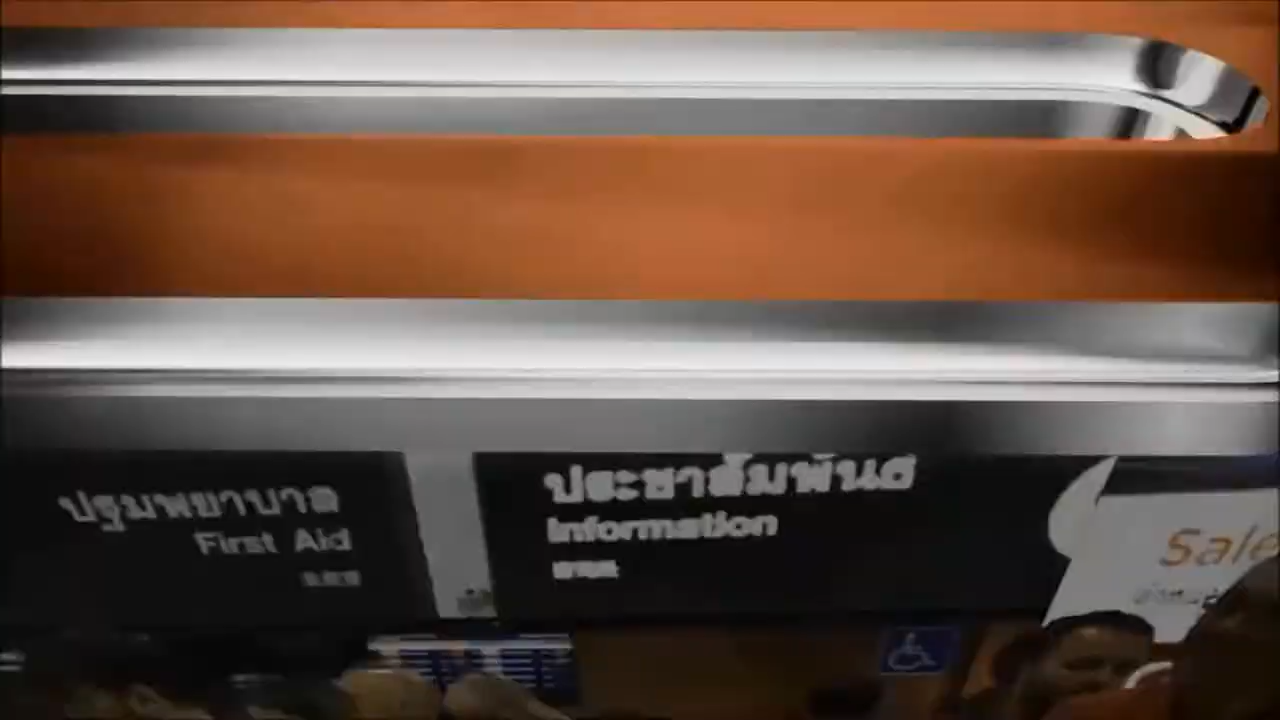 ปฐมพยาบาล
First Aid
ประชาสัมพันธ์
Information
Sale